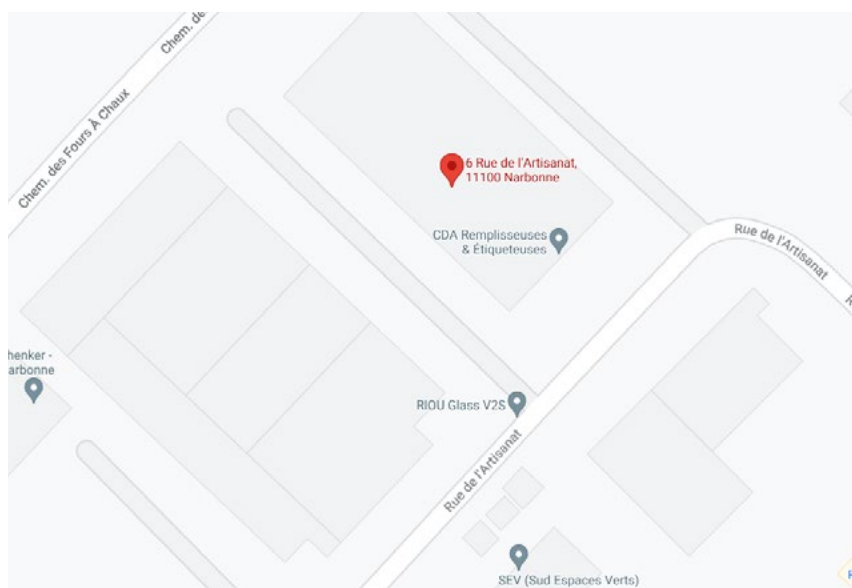 Chem. des
Chem. des Fours À Chaux
6 Rue de l'Artisanat,
11100 Narbonne
CDA Remplisseuses
& Étiqueteuses
Rue de l'Artisanat
henker -
arbonne
RIOU Glass V2S
Rue de l'Artisanat
SEV (Sud Espaces Verts)